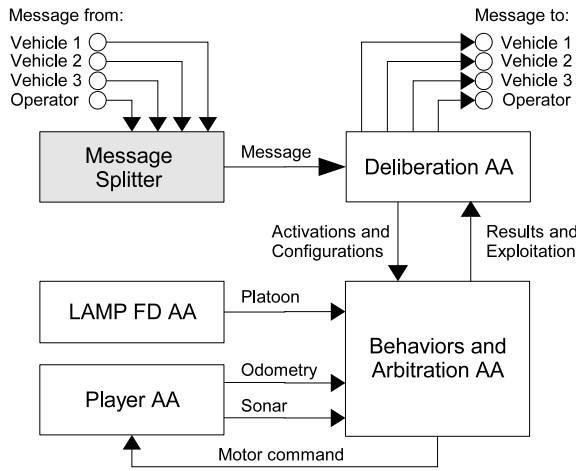 Message from:
Message to:
Vehicle 1
Vehicle 2
Vehicle 3
Operator
Vehicle 1
Vehicle 2
Vehicle 3
Operator
Message
Splitter
Message
Deliberation AA
Activations and
Configurations
Results and
Exploitation
LAMP FD AA
Platoon
Behaviors and
Arbitration AA
Player AA
Odometry
Sonar
Motor command